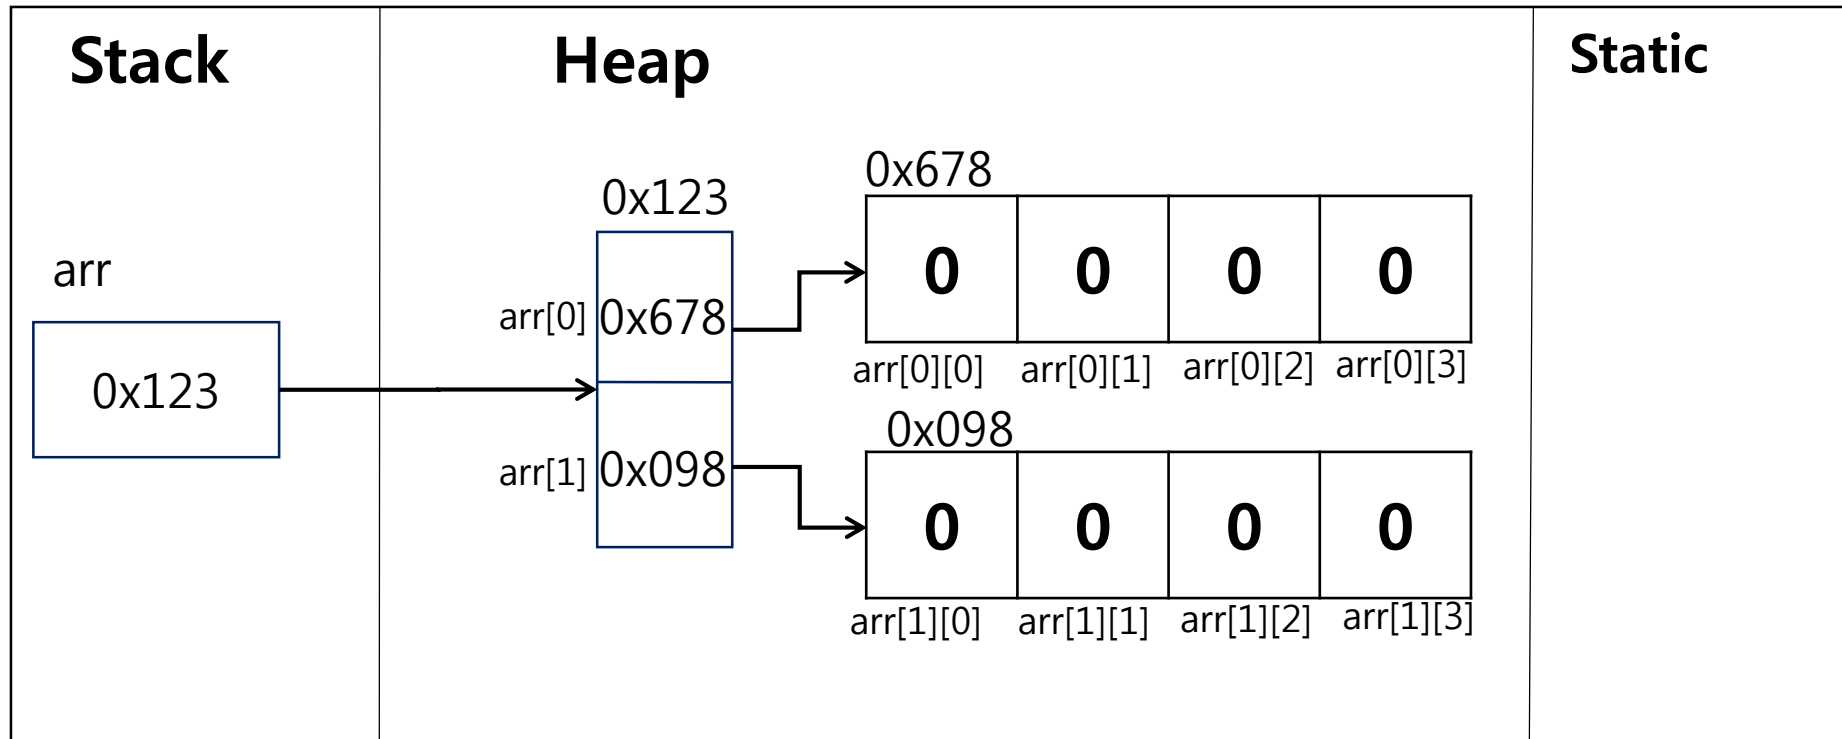 Stack
Heap
Static
arr
0x123
0x123
arr[0] 0x678
arr[1] 0x098
0x678
0 0 0 0
arr[0][0] arr[0][1] arr[0][2] arr[0][3]
0x098
0 0 0 0
arr[1][0] arr[1][1] arr[1][2] arr[1][3]